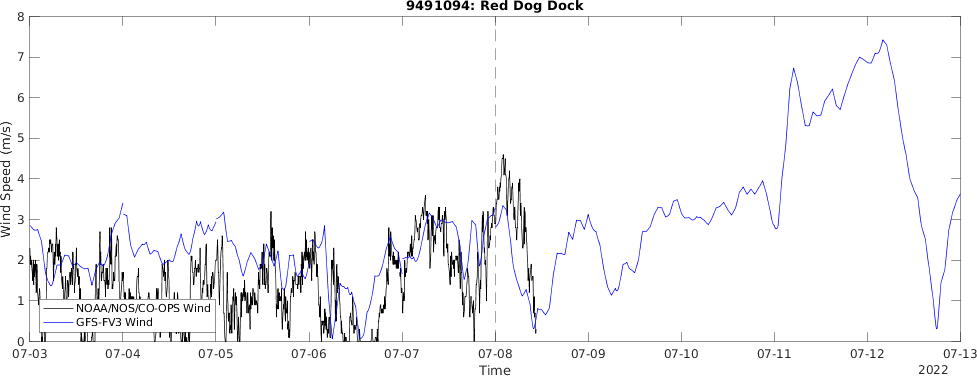 9491094: Red Dog Dock
Wind Speed (m/s)
8
7
6
5
4
3
2
1
0
NOAA/NOS/CO-OPS Wind
GFS-FV3 Wind
07-03 07-04 07-05 07-06 07-07 07-08 07-09 07-10 07-11 07-12 07-13
Time
2022